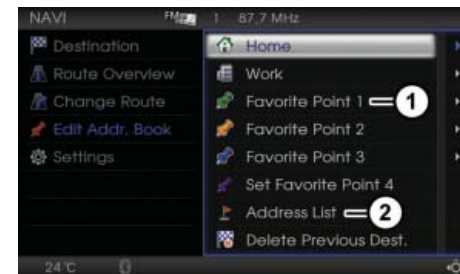 NAVI FM 1 87.7 MHz
Destination
Route Overview
Change Route
Edit Addr. Book
Settings
Home
Work
Favorite Point 1 1
Favorite Point 2
Favorite Point 3
Set Favorite Point 4
Address List 2
Delete Previous Dest.
24°C